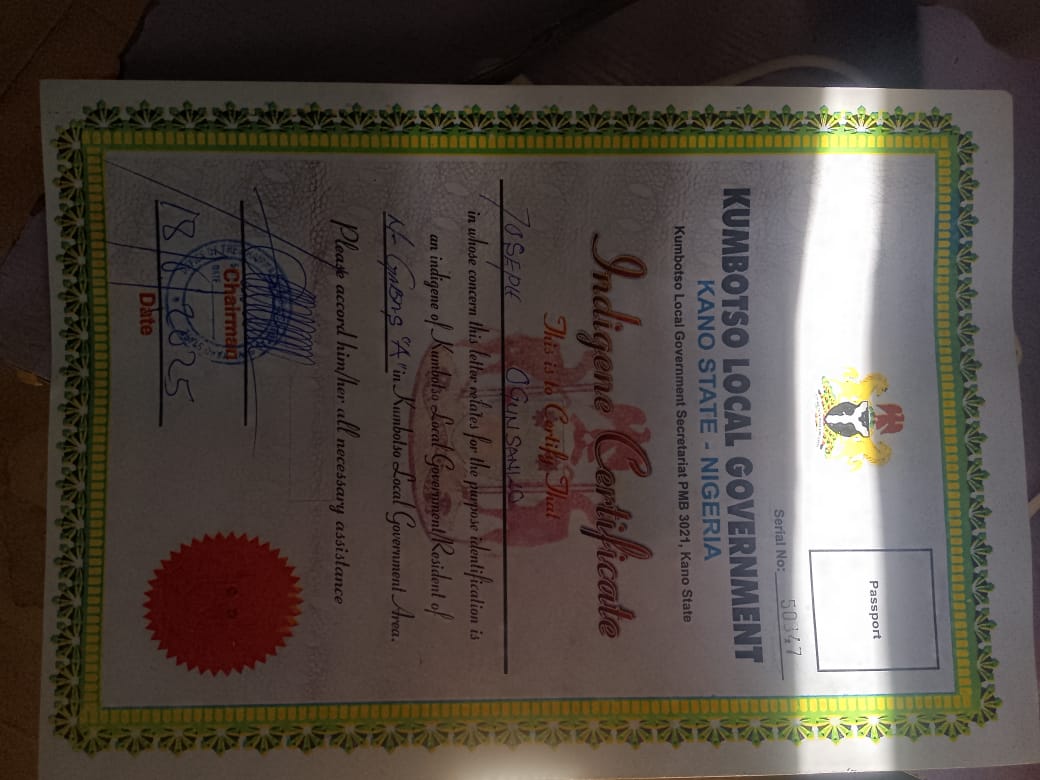 Passport
Serial No: 50347
KUMBOTSO LOCAL GOVERNMENT
KANO STATE - NIGERIA
Kumbotso Local Government Secretariat PMB 3021, Kano State
Indigene Certificate
This is to Certify That
JOSEPH OGUNSANWO
in whose concern this letter relates for the purpose identification is
an indigene of Kumbotso Local Government/Resident of
"A" in Kumbotso Local Government Area.
Please accord him/her all necessary assistance
Chairman
2025
Date